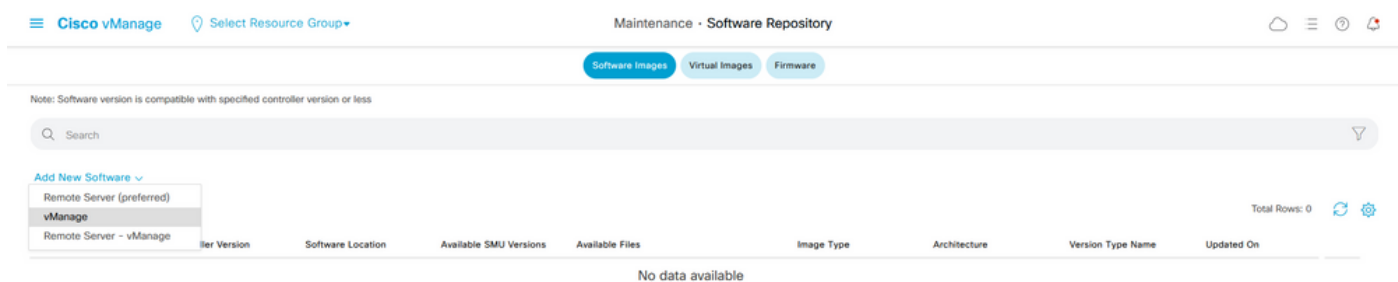 Cisco vManage Select Resource Group Maintenance · Software Repository
Software Images Virtual Images Firmware
Note: Software version is compatible with specified controller version or less
Search
Add New Software
Remote Server (preferred)
vManage
Total Rows: 0
Remote Server - vManage
ller Version Software Location Available SMU Versions Available Files Image Type Architecture Version Type Name Updated On
No data available